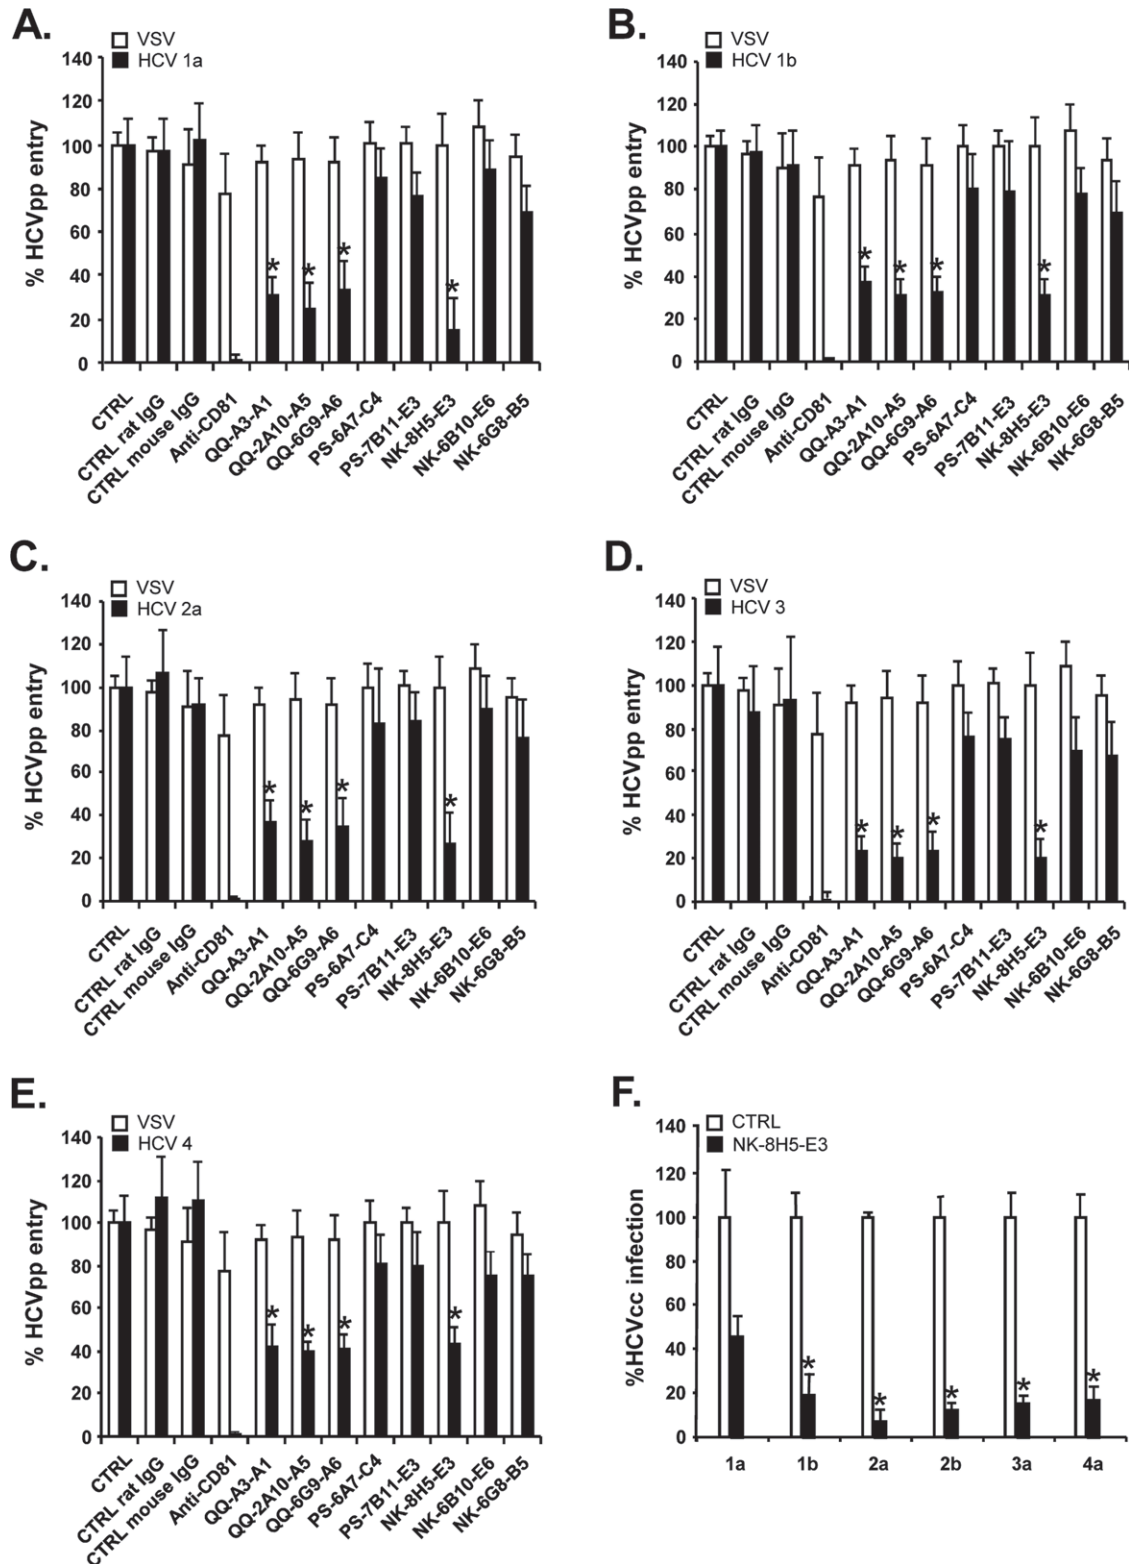 A.
VSV
HCV 1a
% HCVpp entry
140
120
100
80
60
40
20
0
* * * *
CTRL
CTRL rat IgG
CTRL mouse IgG
Anti-CD81
QQ-A3-A1
QQ-2A10-A5
QQ-6G9-A6
PS-6A7-C4
PS-7B11-E3
NK-8H5-E3
NK-6B10-E6
NK-6G8-B5
B.
VSV
HCV 1b
% HCVpp entry
140
120
100
80
60
40
20
0
* * * *
CTRL
CTRL rat IgG
CTRL mouse IgG
Anti-CD81
QQ-A3-A1
QQ-2A10-A5
QQ-6G9-A6
PS-6A7-C4
PS-7B11-E3
NK-8H5-E3
NK-6B10-E6
NK-6G8-B5
C.
VSV
HCV 2a
% HCVpp entry
140
120
100
80
60
40
20
0
* * * *
CTRL
CTRL rat IgG
CTRL mouse IgG
Anti-CD81
QQ-A3-A1
QQ-2A10-A5
QQ-6G9-A6
PS-6A7-C4
PS-7B11-E3
NK-8H5-E3
NK-6B10-E6
NK-6G8-B5
D.
VSV
HCV 3
% HCVpp entry
140
120
100
80
60
40
20
0
* * * *
CTRL
CTRL rat IgG
CTRL mouse IgG
Anti-CD81
QQ-A3-A1
QQ-2A10-A5
QQ-6G9-A6
PS-6A7-C4
PS-7B11-E3
NK-8H5-E3
NK-6B10-E6
NK-6G8-B5
E.
VSV
HCV 4
% HCVpp entry
140
120
100
80
60
40
20
0
* * * *
CTRL
CTRL rat IgG
CTRL mouse IgG
Anti-CD81
QQ-A3-A1
QQ-2A10-A5
QQ-6G9-A6
PS-6A7-C4
PS-7B11-E3
NK-8H5-E3
NK-6B10-E6
NK-6G8-B5
F.
CTRL
NK-8H5-E3
%HCVcc infection
140
120
100
80
60
40
20
0
* * * * *
1a 1b 2a 2b 3a 4a